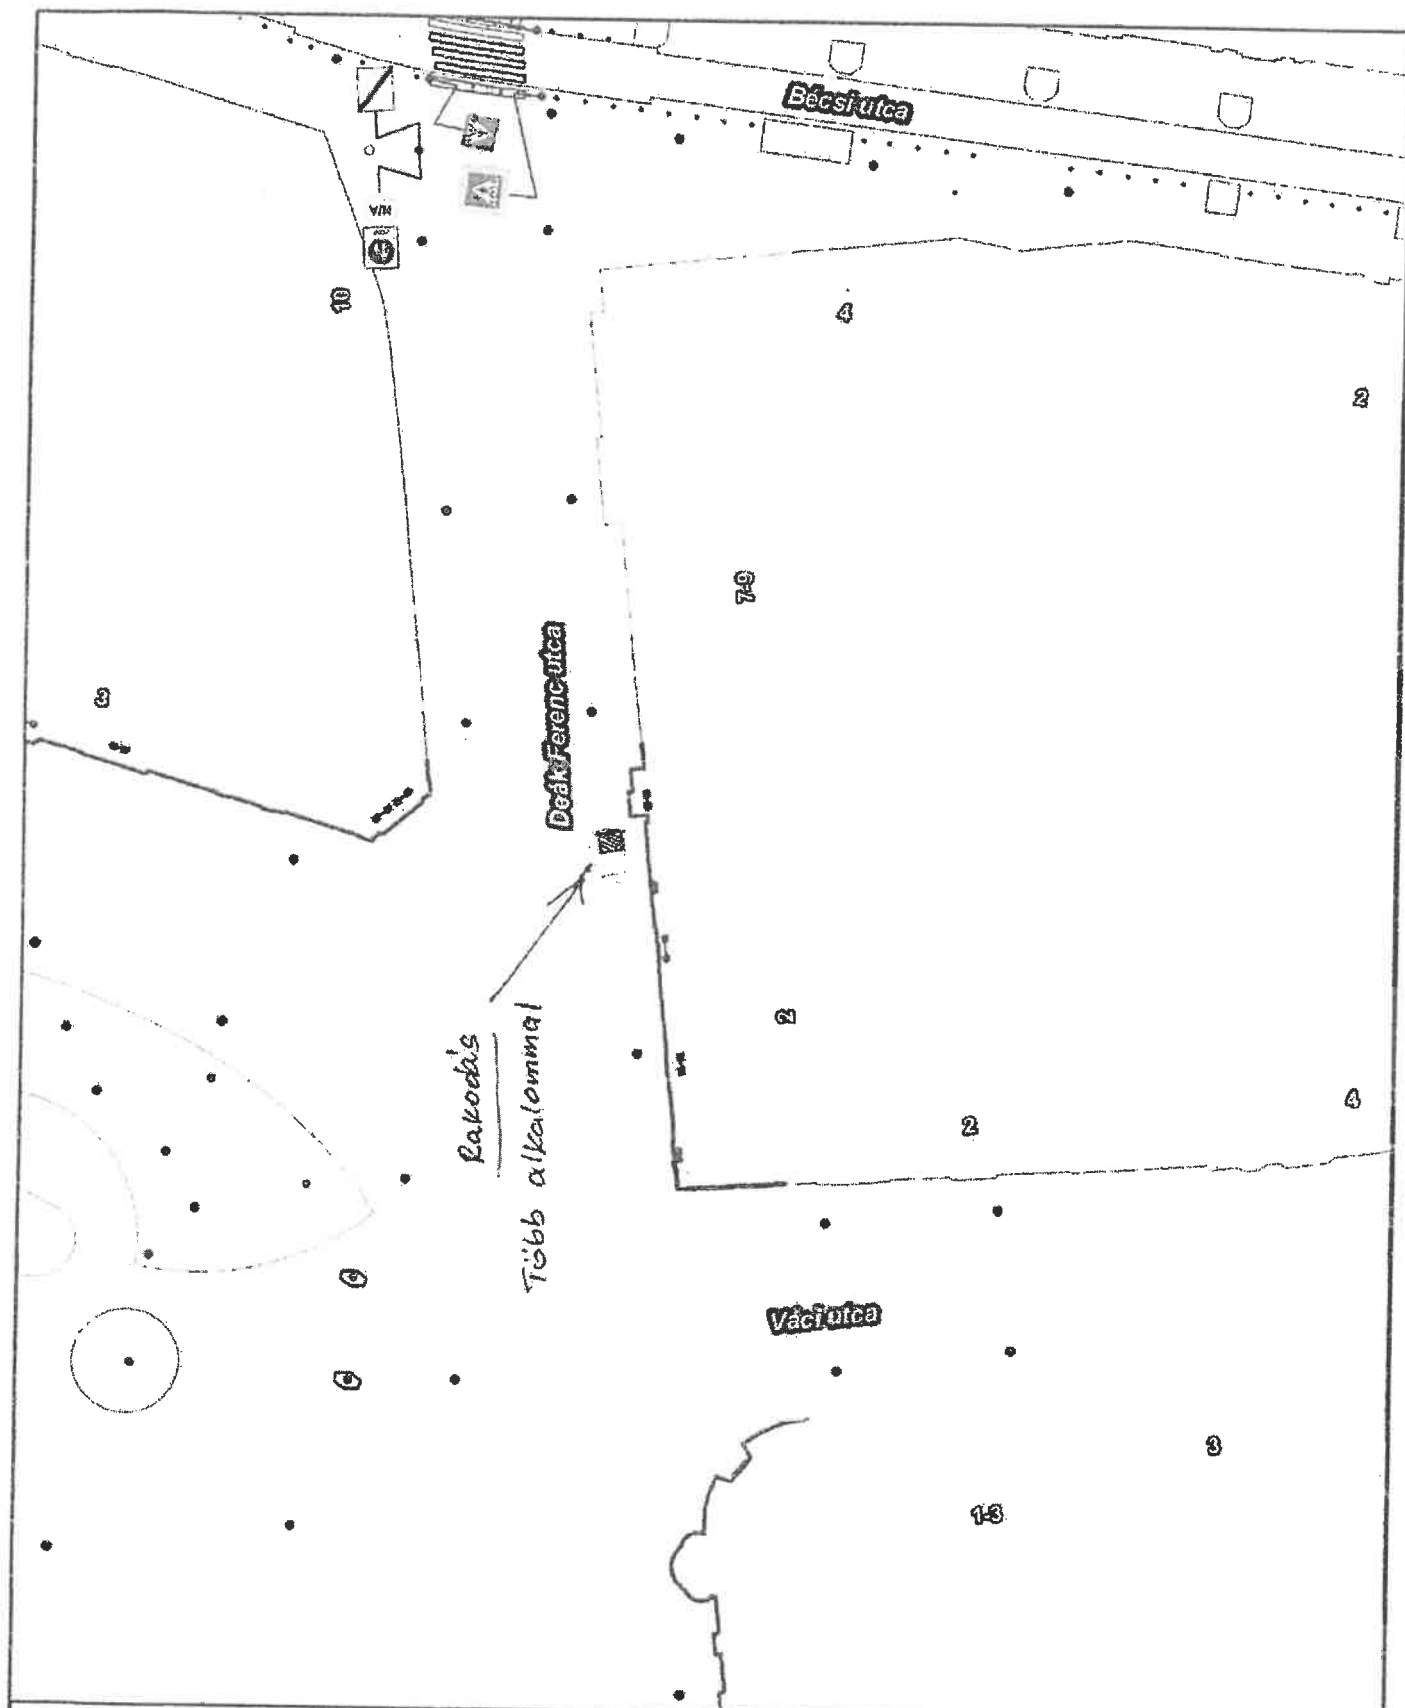 Bécsi utca
N/A
10
4
2
7-9
Deák Ferenc utca
3
Rakodás
Több alkalommal
2
2
4
Váci utca
3
1-3